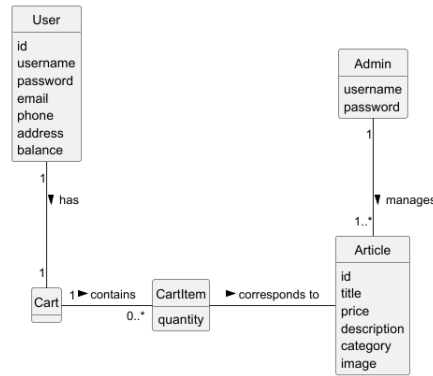 User
id
username
password
email
phone
address
balance
Admin
username
password
1
has
1
1
manages
1..*
Cart
1
contains
0..*
CartItem
quantity
corresponds to
Article
id
title
price
description
category
image